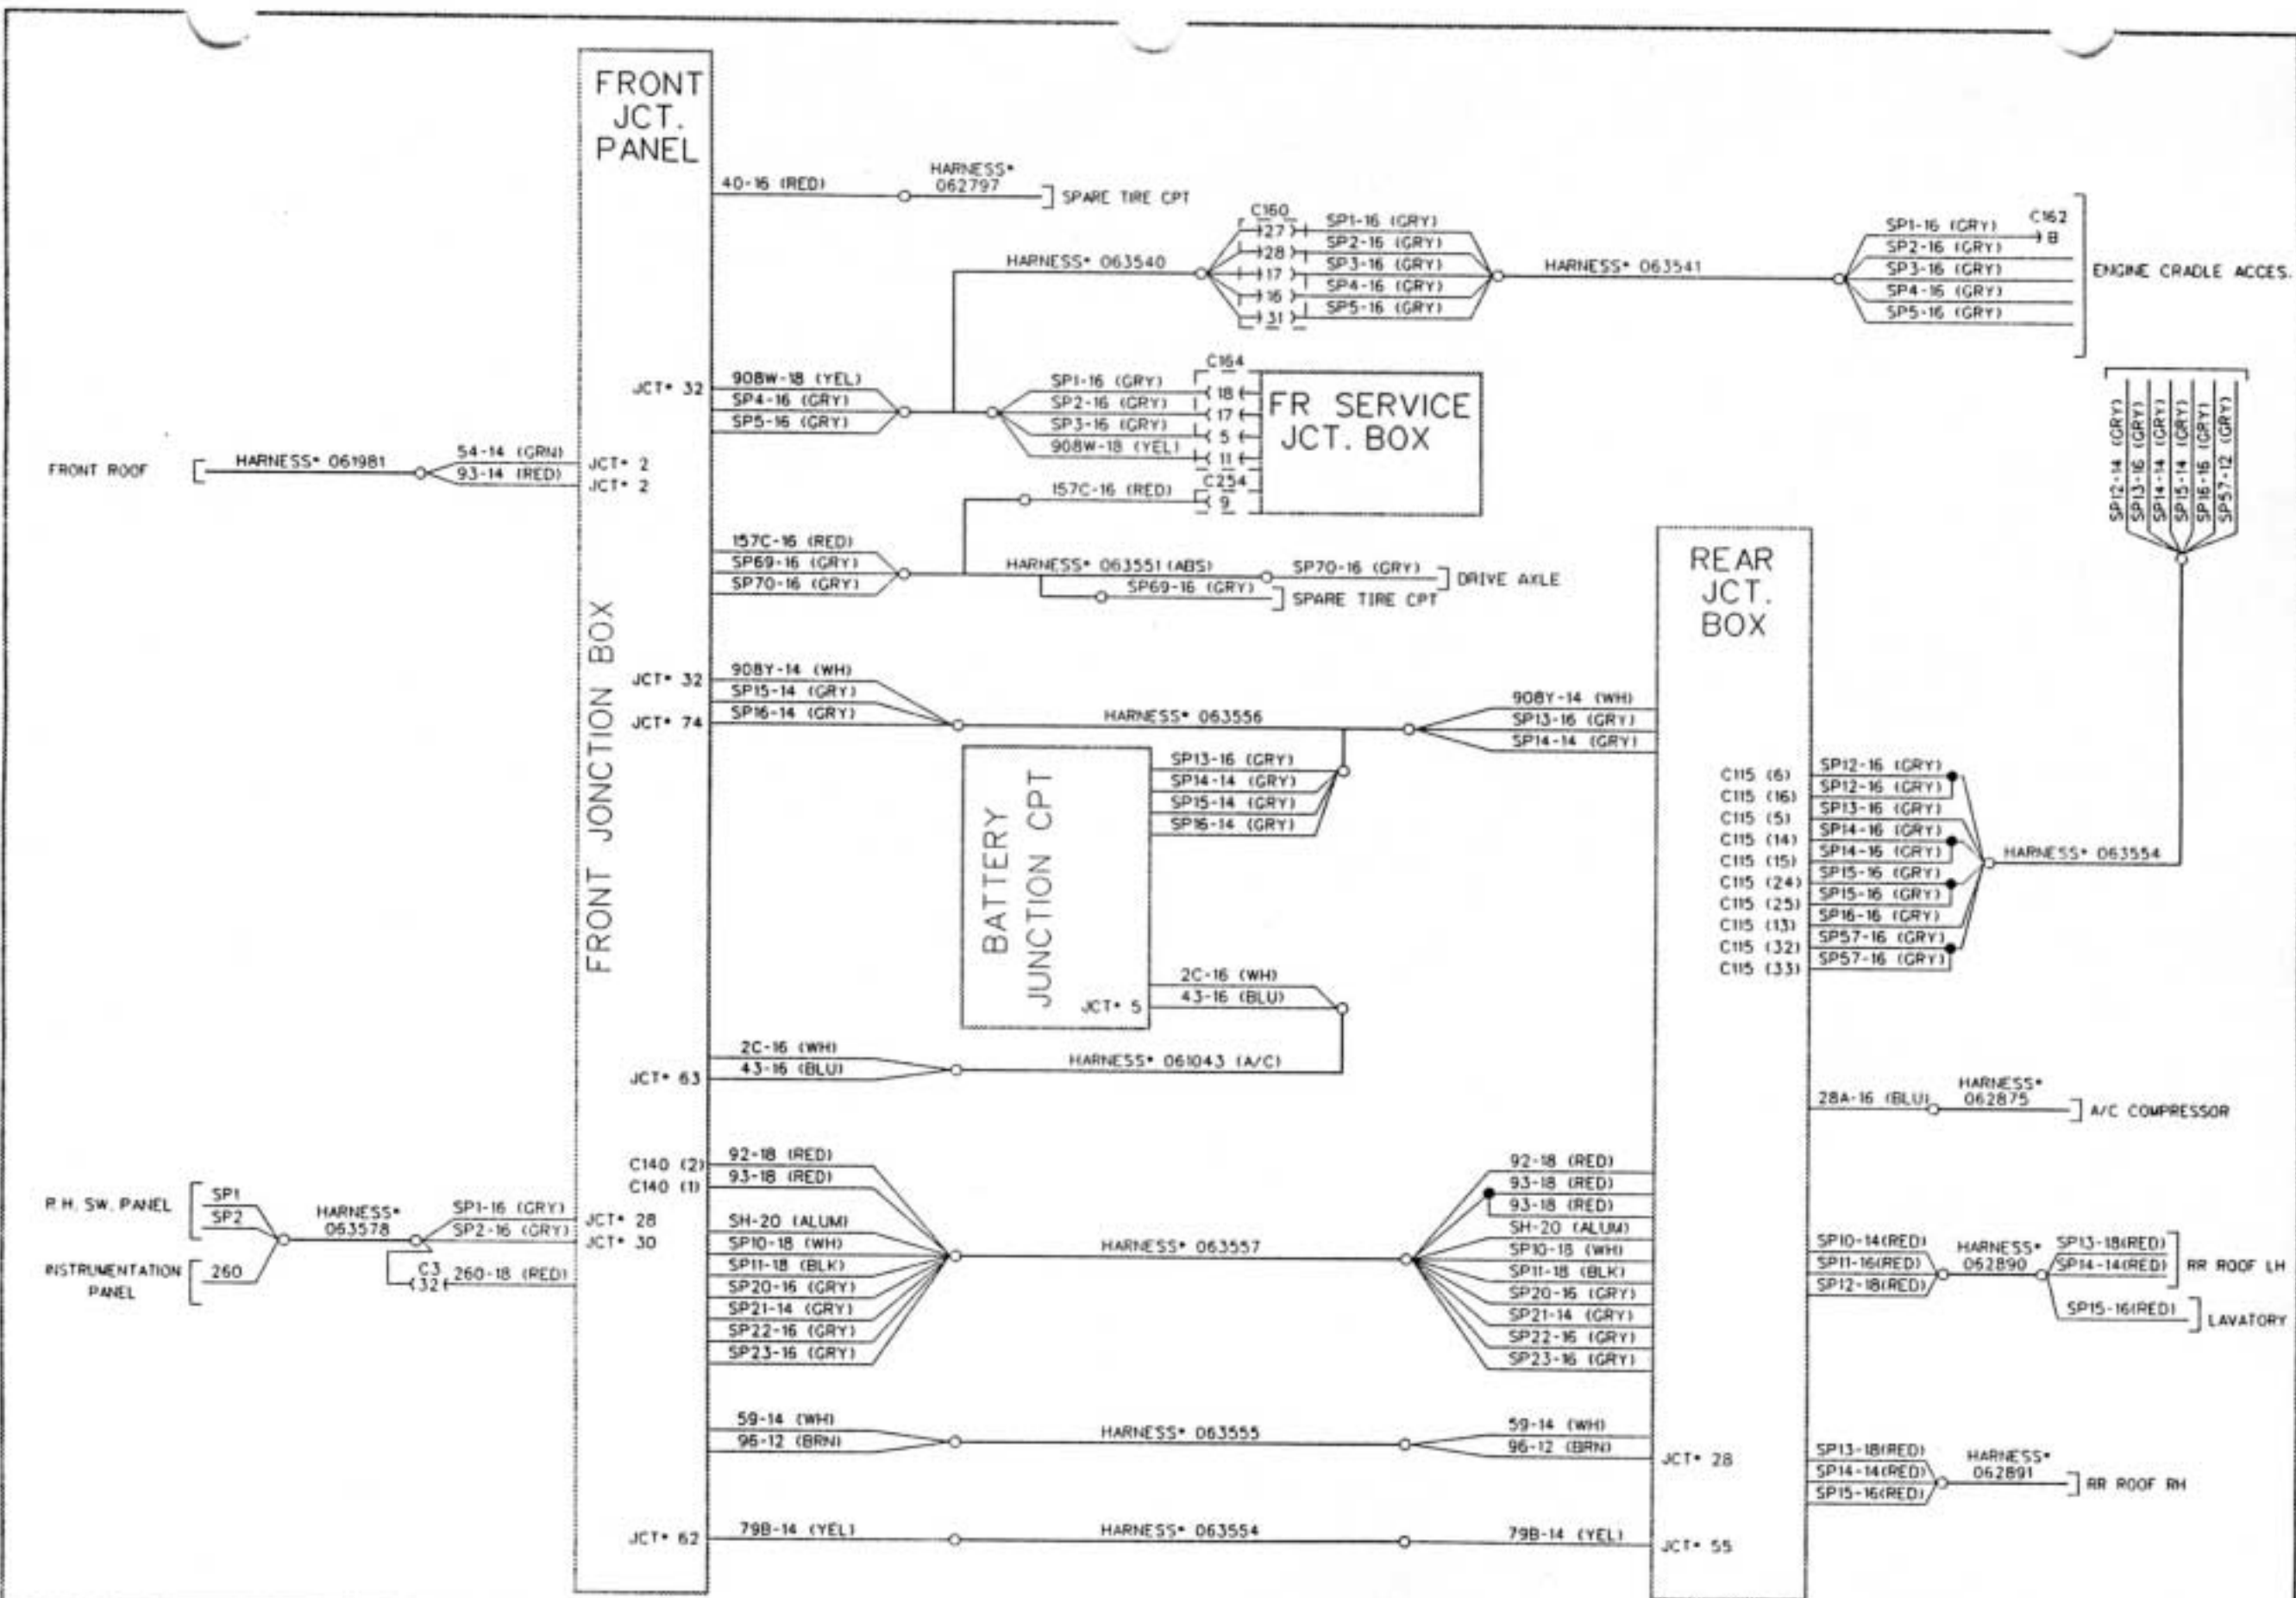 FRONT
JCT.
PANEL
FRONT JONCTION BOX
40-16 (RED)
HARNESS*
062797
SPARE TIRE CPT
HARNESS* 063540
C160
27
28
17
16
31
SP1-16 (GRY)
SP2-16 (GRY)
SP3-16 (GRY)
SP4-16 (GRY)
SP5-16 (GRY)
HARNESS* 063541
SP1-16 (GRY)
SP2-16 (GRY)
SP3-16 (GRY)
SP4-16 (GRY)
SP5-16 (GRY)
C162
B
ENGINE CRADLE ACCES.
JCT* 32
908W-18 (YEL)
SP4-16 (GRY)
SP5-16 (GRY)
SP1-16 (GRY)
SP2-16 (GRY)
SP3-16 (GRY)
908W-18 (YEL)
C164
18
17
5
11
C254
9
FR SERVICE
JCT. BOX
157C-16 (RED)
FRONT ROOF
HARNESS* 061981
54-14 (GRN)
93-14 (RED)
JCT* 2
JCT* 2
157C-16 (RED)
SP69-16 (GRY)
SP70-16 (GRY)
HARNESS* 063551 (ABS)
SP70-16 (GRY)
DRIVE AXLE
SP69-16 (GRY)
SPARE TIRE CPT
SP12-14 (GRY)
SP13-16 (GRY)
SP14-14 (GRY)
SP15-14 (GRY)
SP16-16 (GRY)
SP57-12 (GRY)
REAR
JCT.
BOX
JCT* 32
JCT* 74
908Y-14 (WH)
SP15-14 (GRY)
SP16-14 (GRY)
HARNESS* 063556
908Y-14 (WH)
SP13-16 (GRY)
SP14-14 (GRY)
BATTERY
JUNCTION CPT
SP13-16 (GRY)
SP14-14 (GRY)
SP15-14 (GRY)
SP16-14 (GRY)
C115 (6)
C115 (16)
C115 (5)
C115 (14)
C115 (15)
C115 (24)
C115 (25)
C115 (13)
C115 (32)
C115 (33)
SP12-16 (GRY)
SP12-16 (GRY)
SP13-16 (GRY)
SP14-16 (GRY)
SP14-16 (GRY)
SP15-16 (GRY)
SP15-16 (GRY)
SP16-16 (GRY)
SP57-16 (GRY)
SP57-16 (GRY)
HARNESS* 063554
2C-16 (WH)
43-16 (BLU)
JCT* 5
2C-16 (WH)
43-16 (BLU)
JCT* 63
HARNESS* 061043 (A/C)
28A-16 (BLU)
HARNESS*
062875
A/C COMPRESSOR
R.H. SW. PANEL
SP1
SP2
INSTRUMENTATION
PANEL
260
HARNESS*
063578
SP1-16 (GRY)
SP2-16 (GRY)
C3
32
260-18 (RED)
JCT* 28
JCT* 30
C140 (2)
C140 (1)
92-18 (RED)
93-18 (RED)
SH-20 (ALUM)
SP10-18 (WH)
SP11-18 (BLK)
SP20-16 (GRY)
SP21-14 (GRY)
SP22-16 (GRY)
SP23-16 (GRY)
HARNESS* 063557
92-18 (RED)
93-18 (RED)
93-18 (RED)
SH-20 (ALUM)
SP10-18 (WH)
SP11-18 (BLK)
SP20-16 (GRY)
SP21-14 (GRY)
SP22-16 (GRY)
SP23-16 (GRY)
SP10-14(RED)
SP11-16(RED)
SP12-18(RED)
HARNESS*
062890
SP13-18(RED)
SP14-14(RED)
RR ROOF LH
SP15-16(RED)
LAVATORY
59-14 (WH)
96-12 (BRN)
HARNESS* 063555
59-14 (WH)
96-12 (BRN)
JCT* 28
SP13-18(RED)
SP14-14(RED)
SP15-16(RED)
HARNESS*
062891
RR ROOF RH
JCT* 62
79B-14 (YEL)
HARNESS* 063554
79B-14 (YEL)
JCT* 55